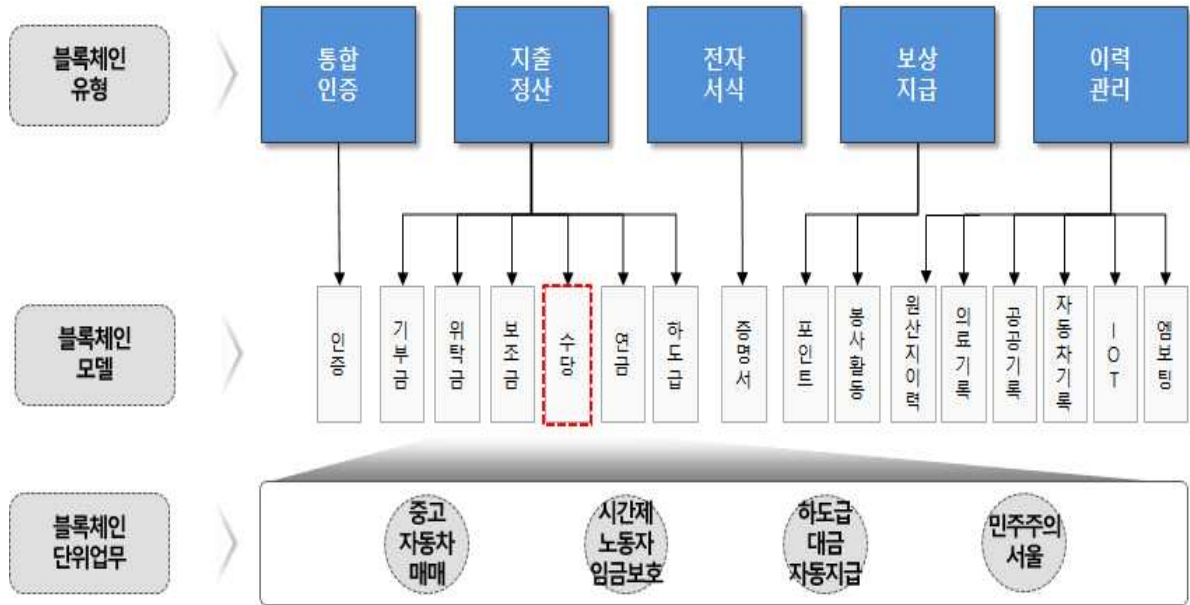 블록체인
유형
통합
인증
지출
정산
전자
서식
보상
지급
이력
관리
블록체인
모델
인증
기부금
위탁금
보조금
수당
연금
하도급
증명서
포인트
봉사활동
원산지이력
의료기록
공공기록
자동차기록
IOT
엠보팅
블록체인
단위업무
중고
자동차
매매
시간제
노동자
임금보호
하도급
대금
자동지급
민주주의
서울